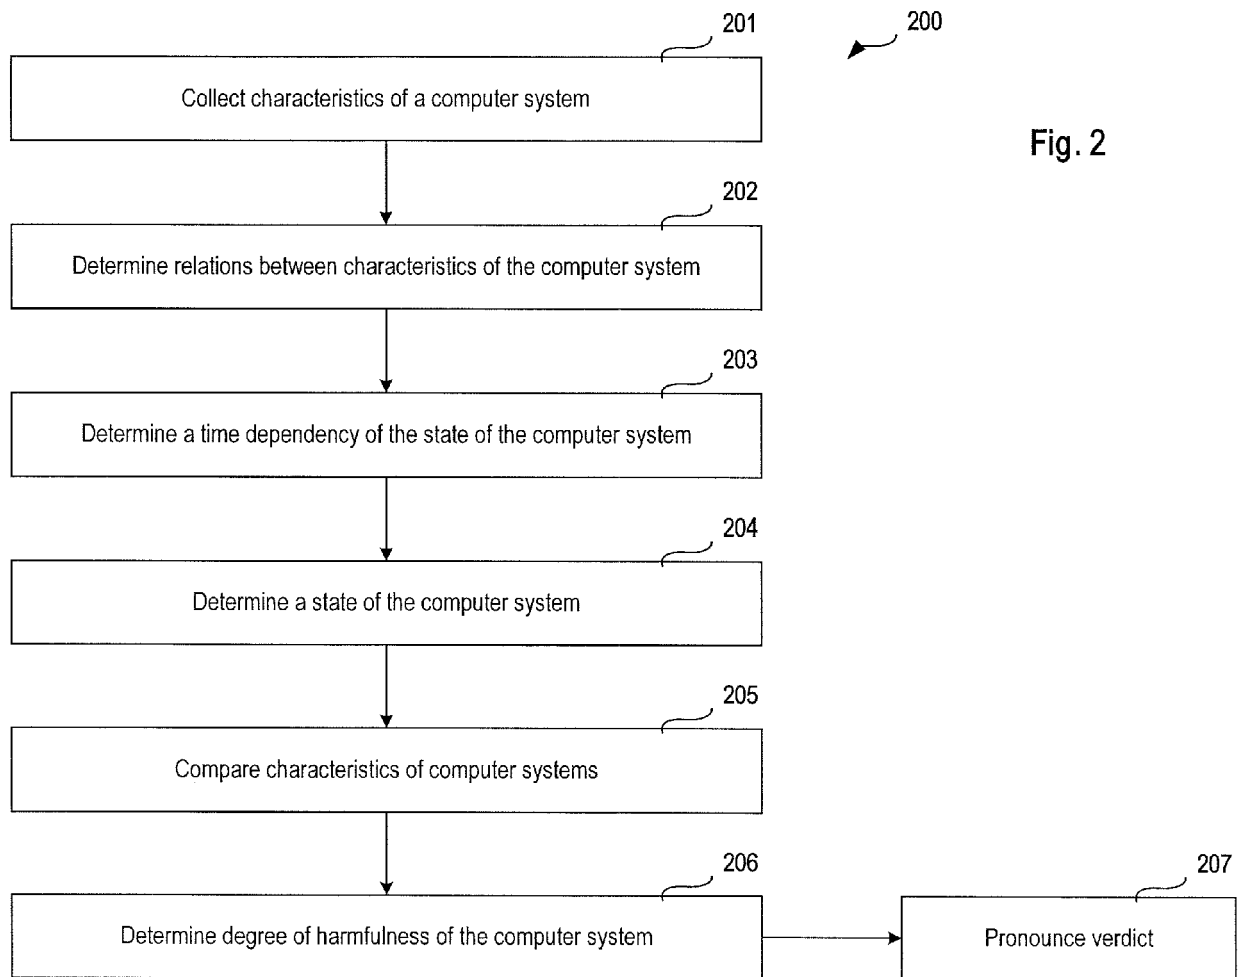 201
200
Collect characteristics of a computer system
Fig. 2
202
Determine relations between characteristics of the computer system
203
Determine a time dependency of the state of the computer system
204
Determine a state of the computer system
205
Compare characteristics of computer systems
206
207
Determine degree of harmfulness of the computer system
Pronounce verdict